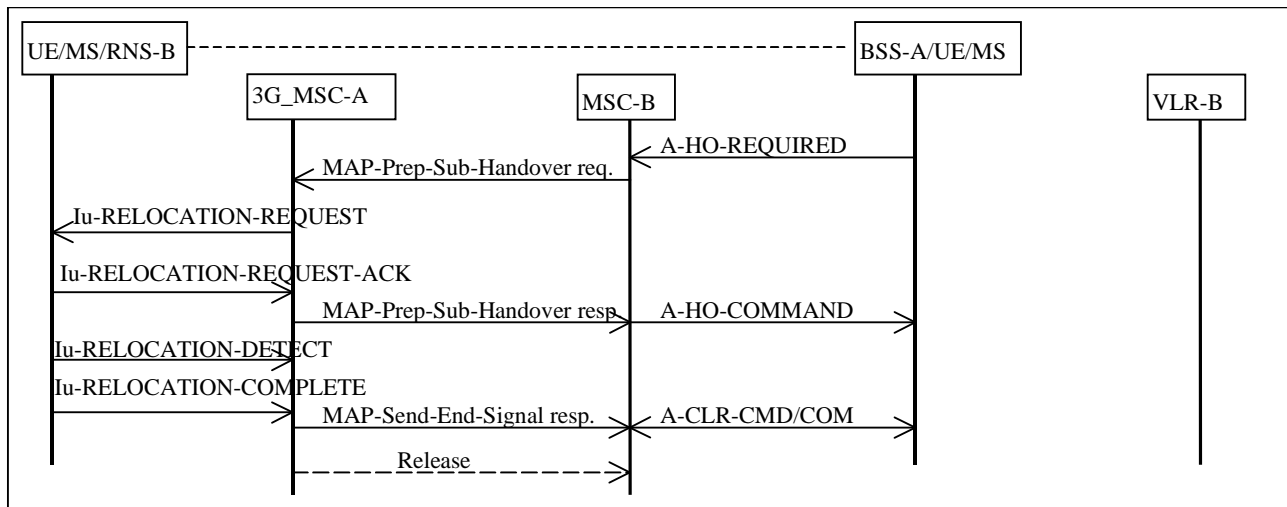 UE/MS/RNS-B
BSS-A/UE/MS
3G_MSC-A
MSC-B
VLR-B
A-HO-REQUIRED
MAP-Prep-Sub-Handover req.
Iu-RELOCATION-REQUEST
Iu-RELOCATION-REQUEST-ACK
MAP-Prep-Sub-Handover resp
A-HO-COMMAND
Iu-RELOCATION-DETECT
Iu-RELOCATION-COMPLETE
MAP-Send-End-Signal resp.
A-CLR-CMD/COM
Release